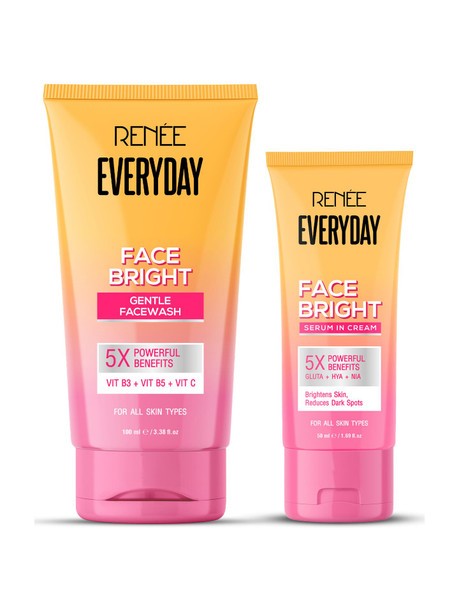 RENÉE
EVERYDAY
FACE
BRIGHT
GENTLE
FACEWASH
5X POWERFUL
BENEFITS
VIT B3 + VIT B5 + VIT C
FOR ALL SKIN TYPES
100 ml ℮ / 3.38 fl.oz
RENÉE
EVERYDAY
FACE
BRIGHT
SERUM IN CREAM
5X POWERFUL
BENEFITS
GLUTA + HYA + NIA
Brightens Skin,
Reduces Dark Spots
FOR ALL SKIN TYPES